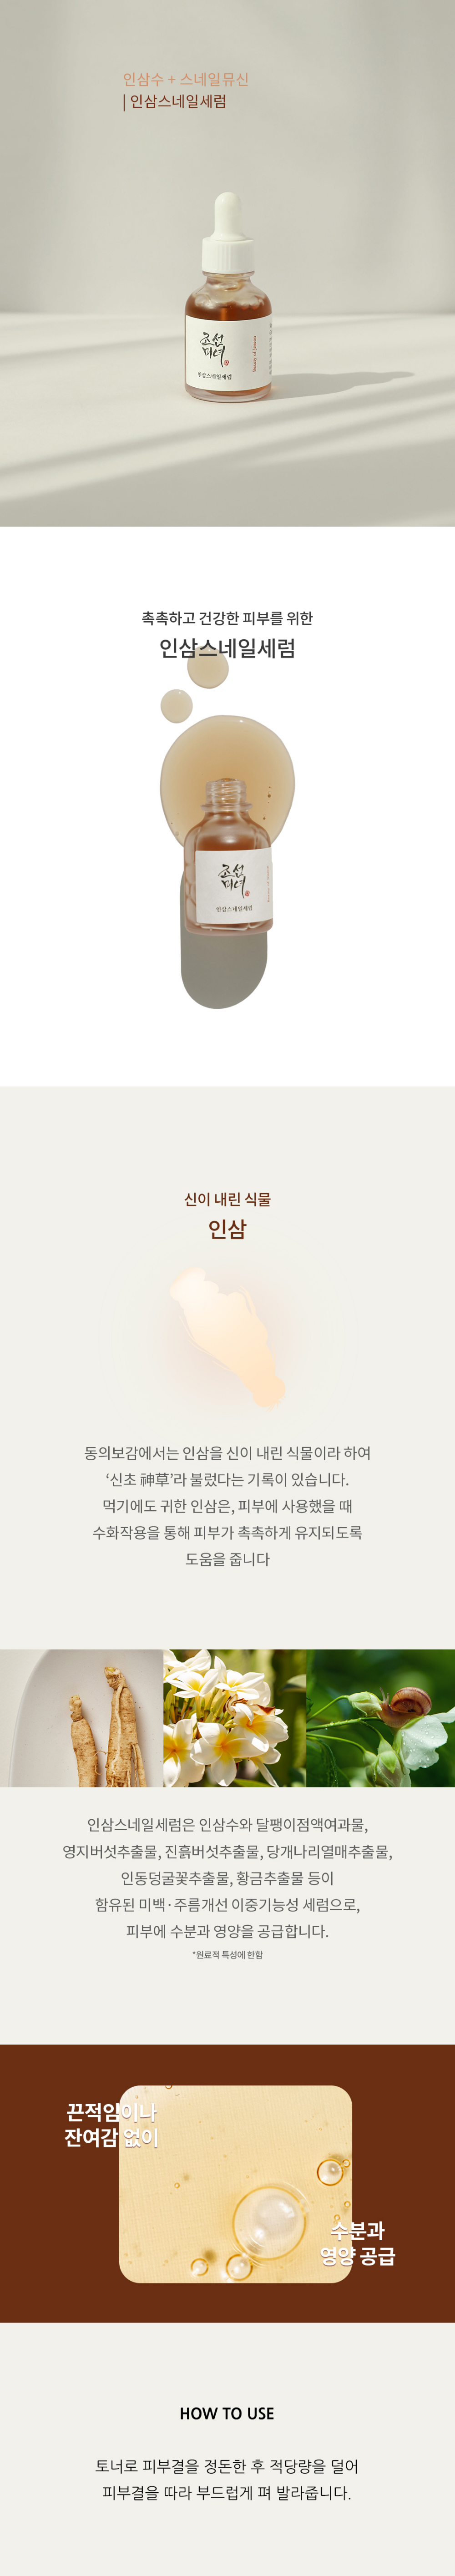 인삼수 + 스네일뮤신
| 인삼스네일세럼
조선
미녀
인삼스네일세럼
촉촉하고 건강한 피부를 위한
인삼스네일세럼
조선
미녀
인삼스네일세럼
신이 내린 식물
인삼
동의보감에서는 인삼을 신이 내린 식물이라 하여
‘신초 神草’라 불렀다는 기록이 있습니다.
먹기에도 귀한 인삼은, 피부에 사용했을 때
수화작용을 통해 피부가 촉촉하게 유지되도록
도움을 줍니다
인삼스네일세럼은 인삼수와 달팽이점액여과물,
영지버섯추출물, 진흙버섯추출물, 당개나리열매추출물,
인동덩굴꽃추출물, 황금추출물 등이
함유된 미백·주름개선 이중기능성 세럼으로,
피부에 수분과 영양을 공급합니다.
*원료적 특성에 한함
끈적임이나
잔여감 없이
수분과
영양 공급
HOW TO USE
토너로 피부결을 정돈한 후 적당량을 덜어
피부결을 따라 부드럽게 펴 발라줍니다.